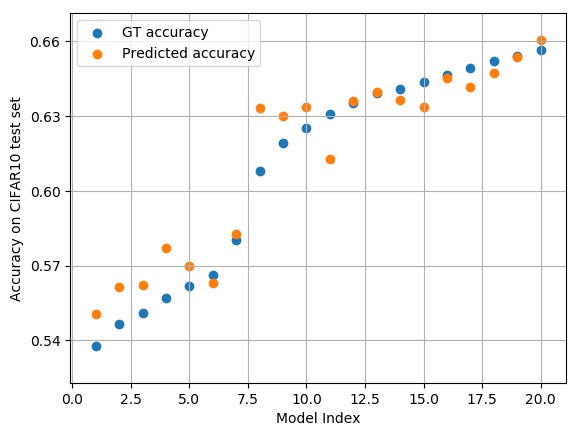 GT accuracy
Predicted accuracy
Accuracy on CIFAR10 test set
0.66
0.63
0.60
0.57
0.54
0.0 2.5 5.0 7.5 10.0 12.5 15.0 17.5 20.0
Model Index